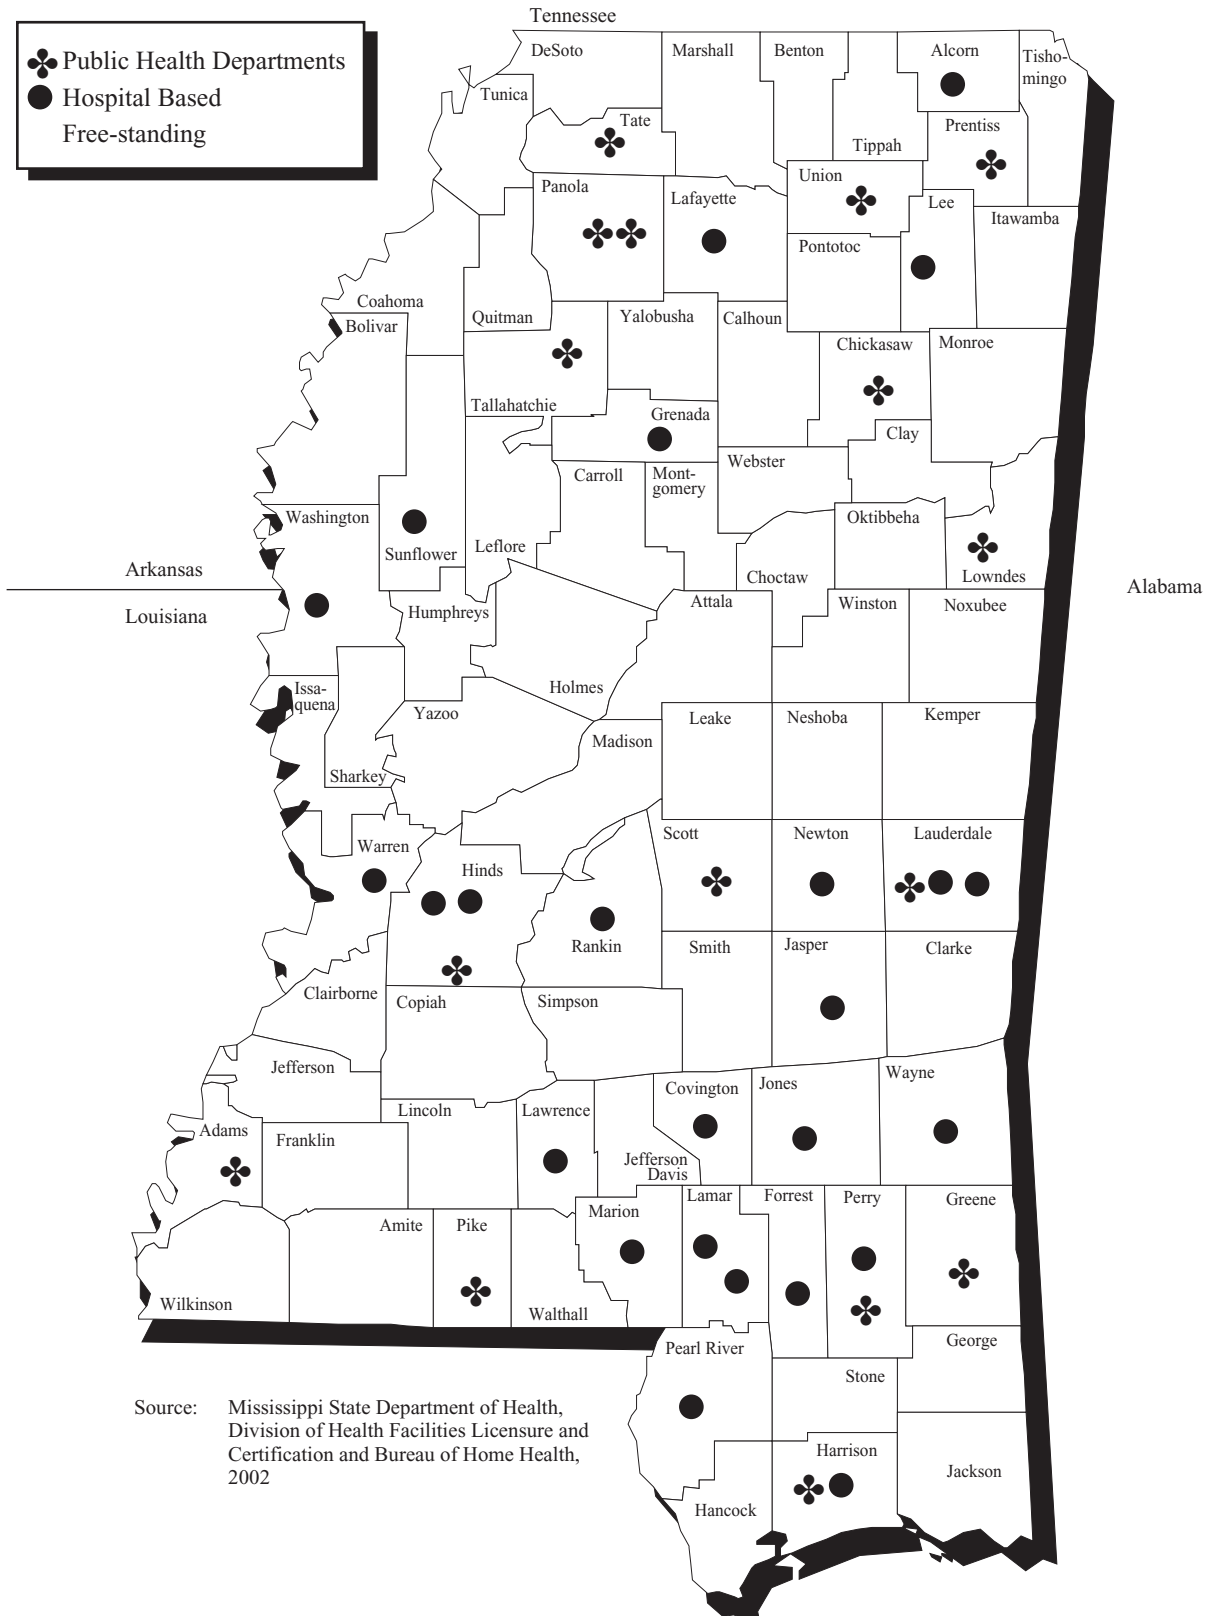 Tennessee
Public Health Departments
Hospital Based
Free-standing
DeSoto
Marshall
Benton
Alcorn
Tisho-
mingo
Tunica
Tate
Prentiss
Tippah
Union
Panola
Lafayette
Lee
Itawamba
Pontotoc
Coahoma
Quitman
Yalobusha
Calhoun
Bolivar
Chickasaw
Monroe
Tallahatchie
Grenada
Clay
Webster
Carroll
Mont-
gomery
Washington
Oktibbeha
Sunflower
Leflore
Choctaw
Lowndes
Arkansas
Louisiana
Alabama
Humphreys
Attala
Winston
Noxubee
Issa-
quena
Holmes
Yazoo
Leake
Neshoba
Kemper
Madison
Sharkey
Warren
Scott
Newton
Lauderdale
Hinds
Rankin
Smith
Jasper
Clarke
Clairborne
Copiah
Simpson
Jefferson
Covington
Jones
Wayne
Lincoln
Lawrence
Adams
Franklin
Jefferson
Davis
Marion
Lamar
Forrest
Perry
Greene
Amite
Pike
Wilkinson
Walthall
Pearl River
George
Stone
Source: Mississippi State Department of Health,
Division of Health Facilities Licensure and
Certification and Bureau of Home Health,
2002
Harrison
Jackson
Hancock